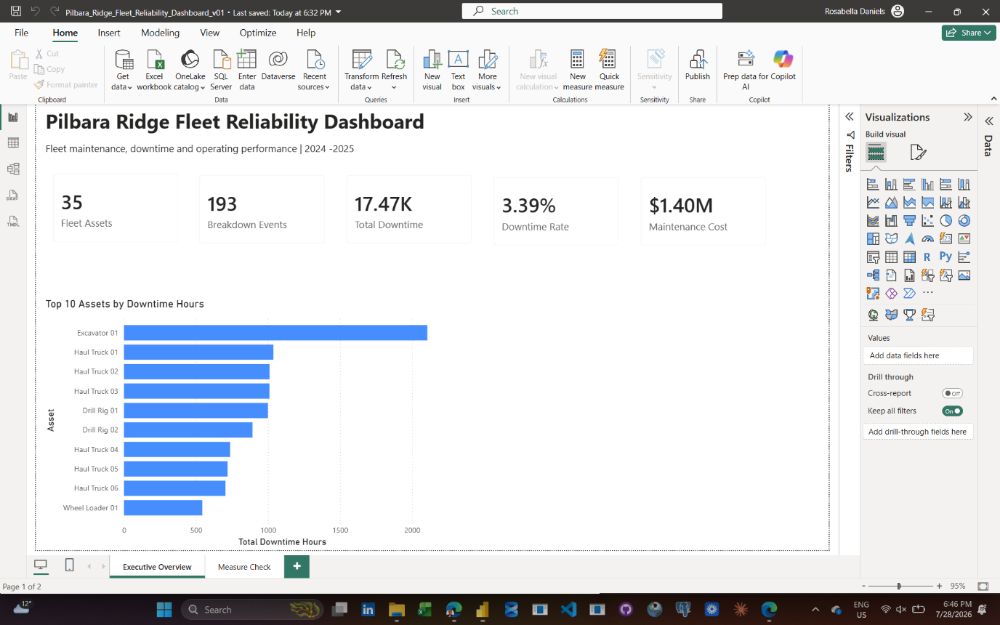 Pilbara_Ridge_Fleet_Reliability_Dashboard_v01 • Last saved: Today at 6:32 PM
Search
Rosabella Daniels
File Home Insert Modeling View Optimize Help
Share
Paste
Cut
Copy
Format painter
Clipboard
Get data
Excel workbook
OneLake catalog
SQL Server
Enter data
Dataverse
Recent sources
Data
Transform data
Refresh
Queries
New visual
Text box
More visuals
Insert
New visual calculation
New measure
Quick measure
Calculations
Sensitivity
Sensitivity
Publish
Share
Prep data for AI
Copilot
Copilot
DAX
TMDL
Pilbara Ridge Fleet Reliability Dashboard
Fleet maintenance, downtime and operating performance | 2024 -2025
35
Fleet Assets
193
Breakdown Events
17.47K
Total Downtime
3.39%
Downtime Rate
$1.40M
Maintenance Cost
Top 10 Assets by Downtime Hours
Asset
Excavator 01
Haul Truck 01
Haul Truck 02
Haul Truck 03
Drill Rig 01
Drill Rig 02
Haul Truck 04
Haul Truck 05
Haul Truck 06
Wheel Loader 01
0 500 1000 1500 2000
Total Downtime Hours
Filters
Visualizations
Build visual
123
R
Py
Values
Add data fields here
Drill through
Cross-report
Off
Keep all filters
On
Add drill-through fields here
Data
Executive Overview
Measure Check
+
Page 1 of 2
- + 95%
12°
Search
ENG
US
6:46 PM
7/28/2026